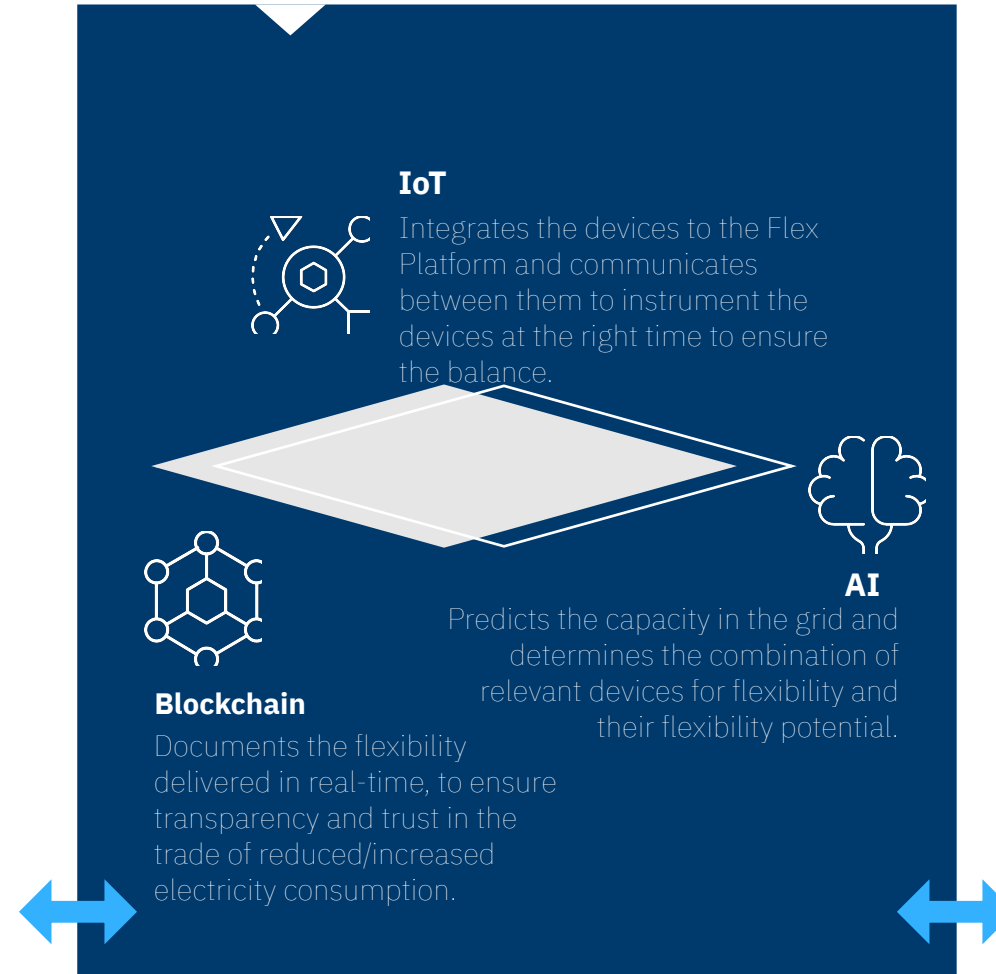 IoT
Integrates the devices to the Flex
Platform and communicates
between them to instrument the
devices at the right time to ensure
the balance.
AI
Predicts the capacity in the grid and
determines the combination of
relevant devices for flexibility and
their flexibility potential.
Blockchain
Documents the flexibility
delivered in real-time, to ensure
transparency and trust in the
trade of reduced/increased
electricity consumption.